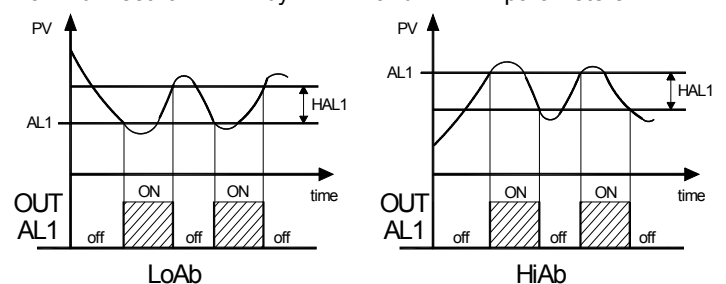 PV
PV
AL1
HAL1
HAL1
AL1
time
time
ON ON
ON ON
OUT
AL1
OUT
AL1
off off off
off off off
LoAb
HiAb